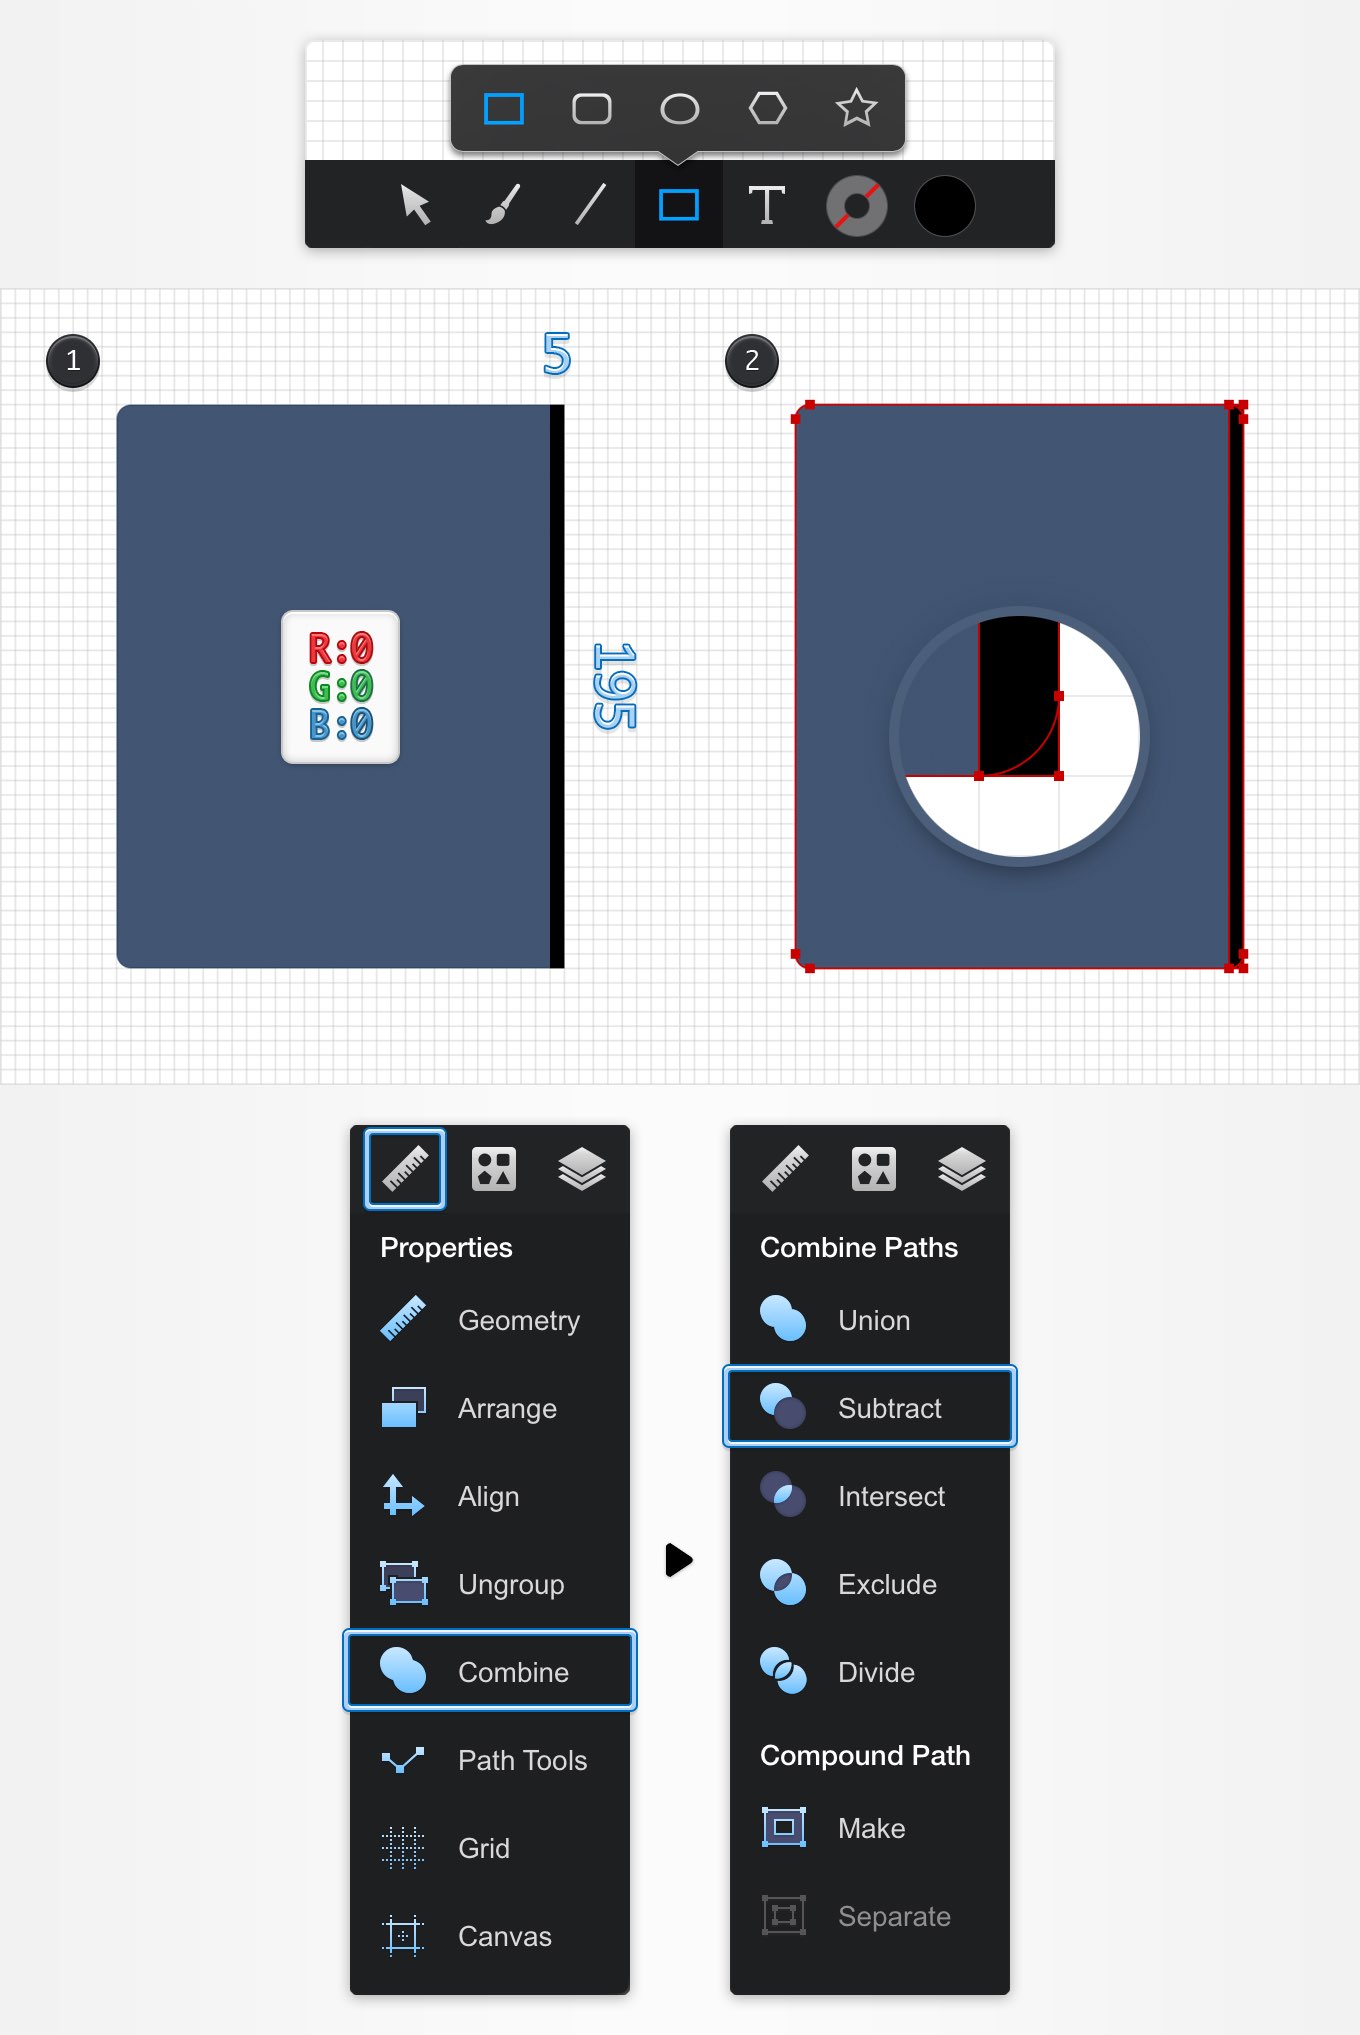 T
1
5
2
R:0
G:0
B:0
195
Properties
Geometry
Arrange
Align
Ungroup
Combine
Path Tools
Grid
Canvas
Combine Paths
Union
Subtract
Intersect
Exclude
Divide
Compound Path
Make
Separate